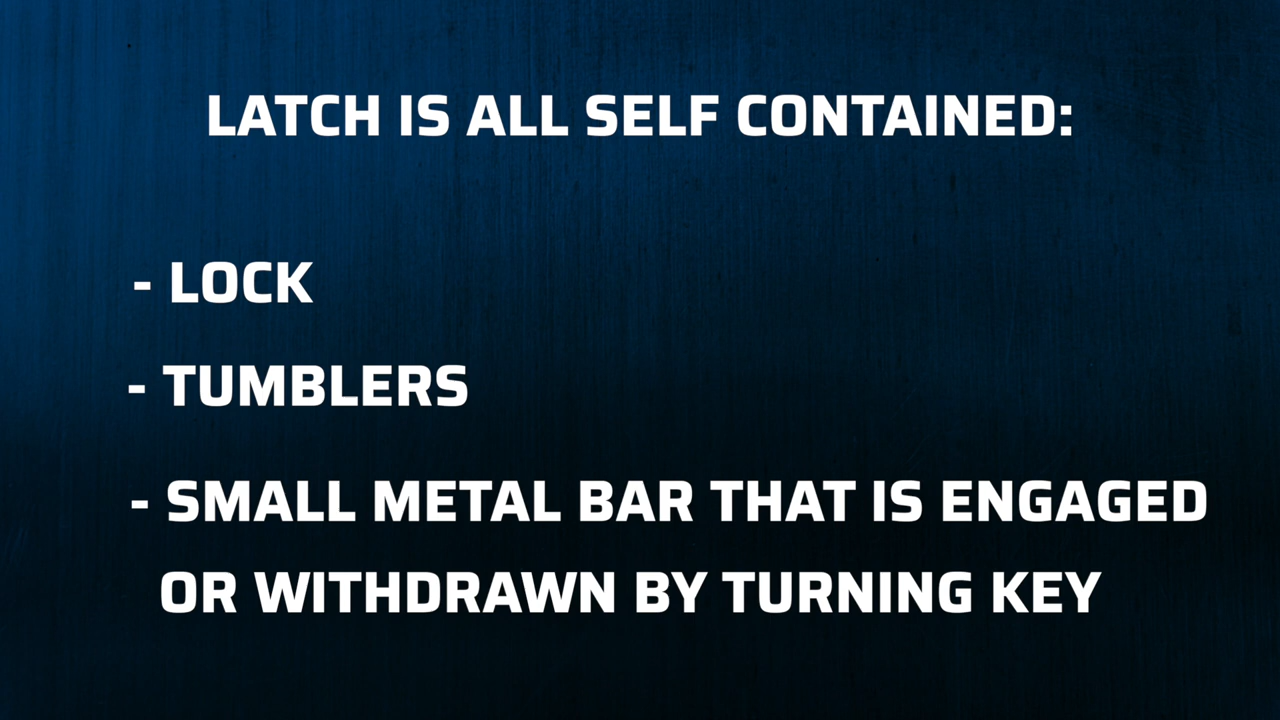 LATCH IS ALL SELF CONTAINED:
- LOCK
- TUMBLERS
- SMALL METAL BAR THAT IS ENGAGED
OR WITHDRAWN BY TURNING KEY